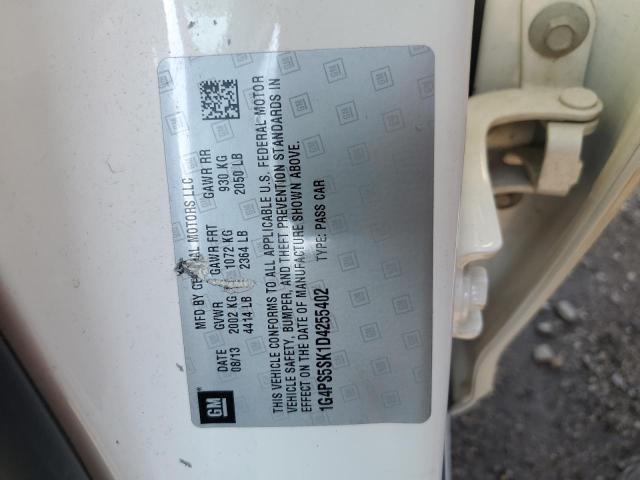 GM
MFD BY GENERAL MOTORS LLC
DATE GVWR GAWR FRT GAWR RR
08/13 2002 KG 1072 KG 930 KG
4414 LB 2364 LB 2050 LB
THIS VEHICLE CONFORMS TO ALL APPLICABLE U.S. FEDERAL MOTOR
VEHICLE SAFETY, BUMPER, AND THEFT PREVENTION STANDARDS IN
EFFECT ON THE DATE OF MANUFACTURE SHOWN ABOVE.
1G4PS5SK1D4255402 TYPE: PASS CAR